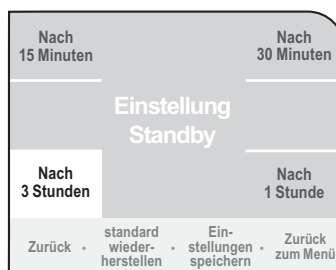 Nach
15 Minuten
Nach
30 Minuten
Einstellung
Standby
Nach
3 Stunden
Nach
1 Stunde
Zurück •
standard
wieder-
herstellen •
Ein-
stellungen
speichern •
Zurück
zum Menü